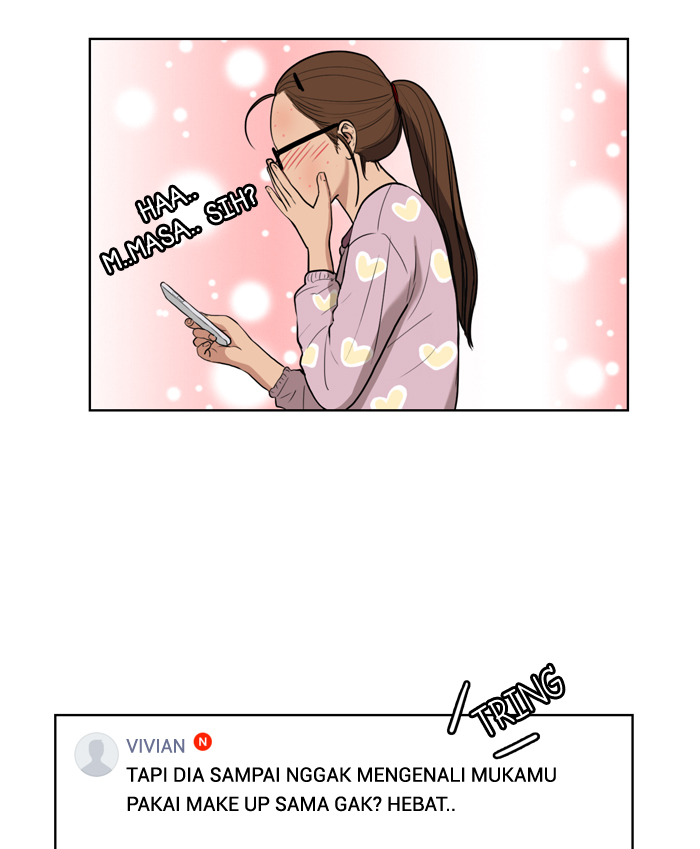 HAA..
M..MASA.. SIH?
TRING
VIVIAN N
TAPI DIA SAMPAI NGGAK MENGENALI MUKAMU
PAKAI MAKE UP SAMA GAK? HEBAT..